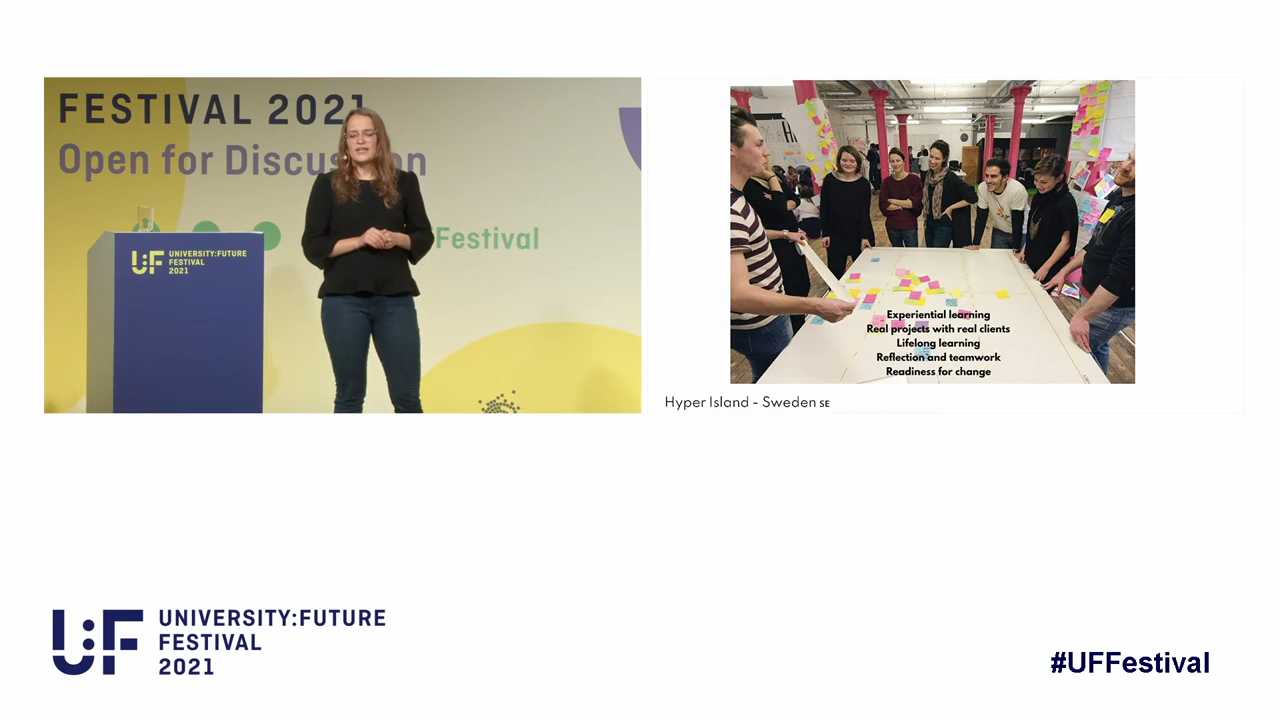 FESTIVAL 2021
Open for Discussion
Festival
U:F UNIVERSITY:FUTURE
FESTIVAL
2021
Experiential learning
Real projects with real clients
Lifelong learning
Reflection and teamwork
Readiness for change
Hyper Island - Sweden SE
U:F UNIVERSITY:FUTURE
FESTIVAL
2021
#UFFestival